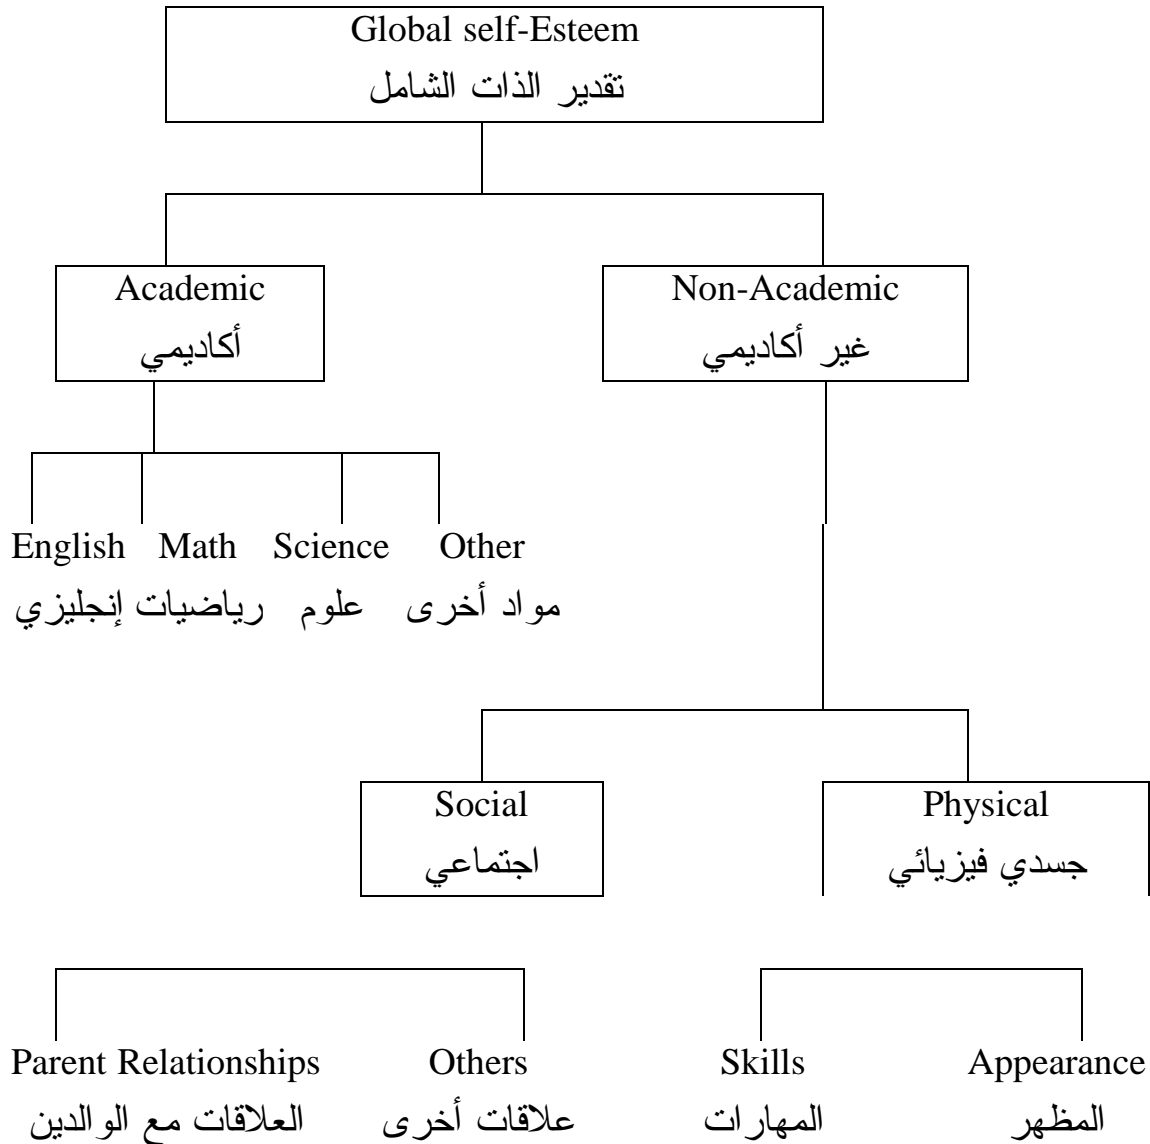 Global self-Esteem
تقدير الذات الشامل
Academic
أكاديمي
Non-Academic
غير أكاديمي
English Math Science Other
إنجليزي رياضيات علوم مواد أخرى
Social
اجتماعي
Physical
جسدي فيزيائي
Parent Relationships Others Skills Appearance
العلاقات مع الوالدين علاقات أخرى المهارات المظهر